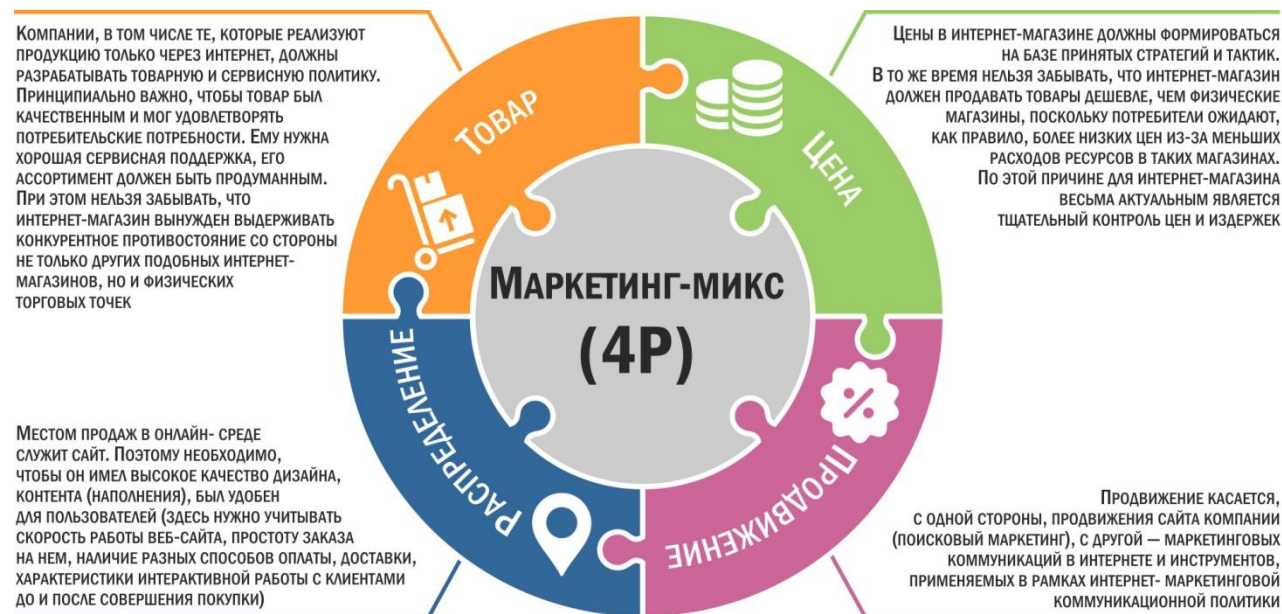 Компании, в том числе те, которые реализуют
продукцию только через интернет, должны
разрабатывать товарную и сервисную политику.
Принципиально важно, чтобы товар был
качественным и мог удовлетворять
потребительские потребности. Ему нужна
хорошая сервисная поддержка, его
ассортимент должен быть продуманным.
При этом нельзя забывать, что
интернет-магазин вынужден выдерживать
конкурентное противостояние со стороны
не только других подобных интернет-
магазинов, но и физических
торговых точек
Товар
Цена
Цены в интернет-магазине должны формироваться
на базе принятых стратегий и тактик.
В то же время нельзя забывать, что интернет-магазин
должен продавать товары дешевле, чем физические
магазины, поскольку потребители ожидают,
как правило, более низких цен из-за меньших
расходов ресурсов в таких магазинах.
По этой причине для интернет-магазина
весьма актуальным является
тщательный контроль цен и издержек
Маркетинг-микс
(4P)
Местом продаж в онлайн- среде
служит сайт. Поэтому необходимо,
чтобы он имел высокое качество дизайна,
контента (наполнения), был удобен
для пользователей (здесь нужно учитывать
скорость работы веб-сайта, простоту заказа
на нем, наличие разных способов оплаты, доставки,
характеристики интерактивной работы с клиентами
до и после совершения покупки)
Распределение
%
Продвижение
Продвижение касается,
с одной стороны, продвижения сайта компании
(поисковый маркетинг), с другой — маркетинговых
коммуникаций в интернете и инструментов,
применяемых в рамках интернет- маркетинговой
коммуникационной политики